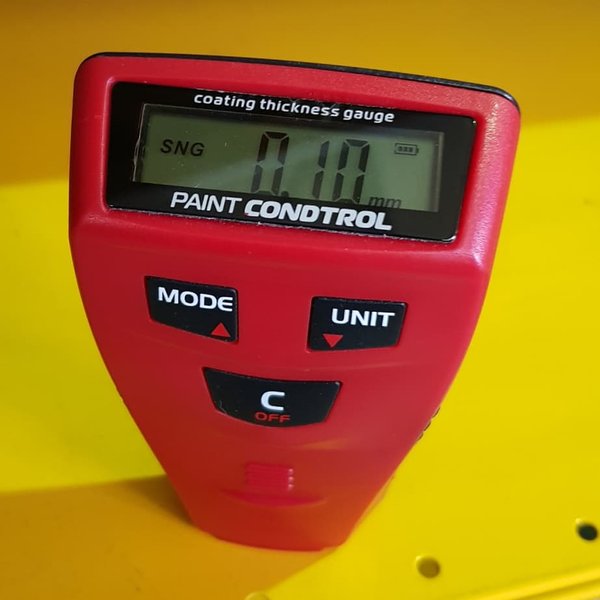 coating thickness gauge
SNG 0.10 mm
PAINT CONDTROL
MODE UNIT
C
OFF